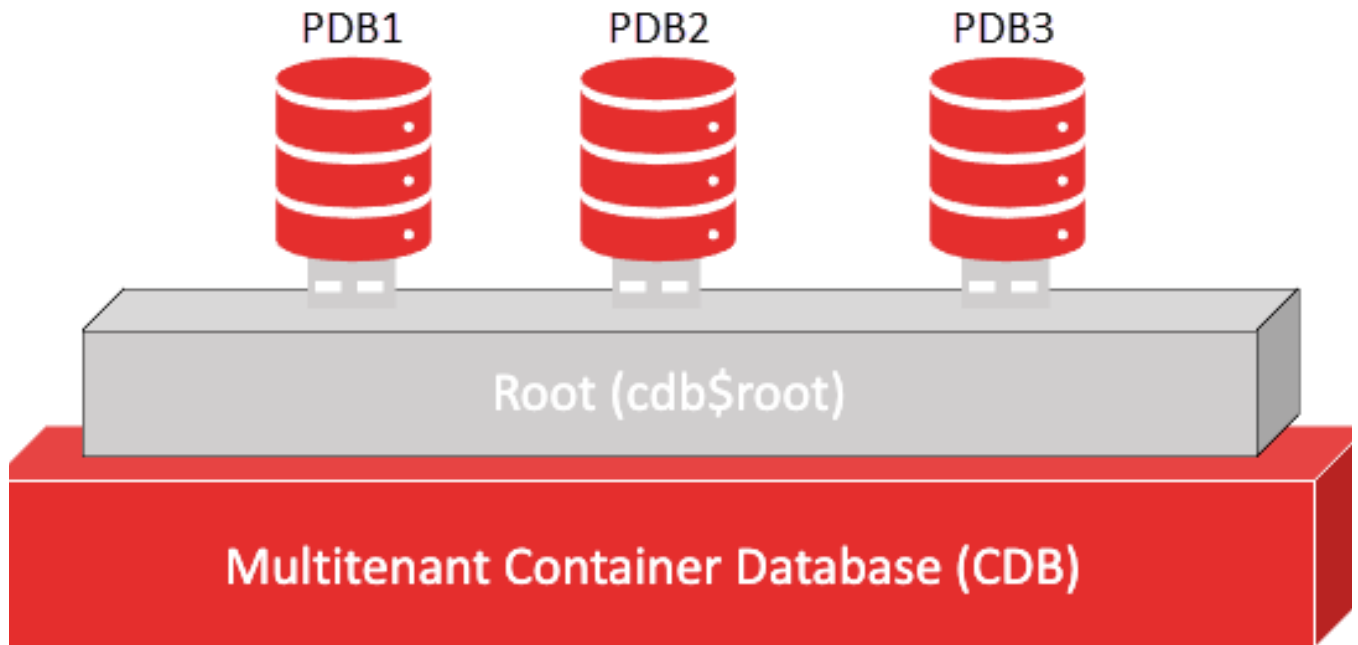 PDB1 PDB2 PDB3
Root (cdb$root)
Multitenant Container Database (CDB)